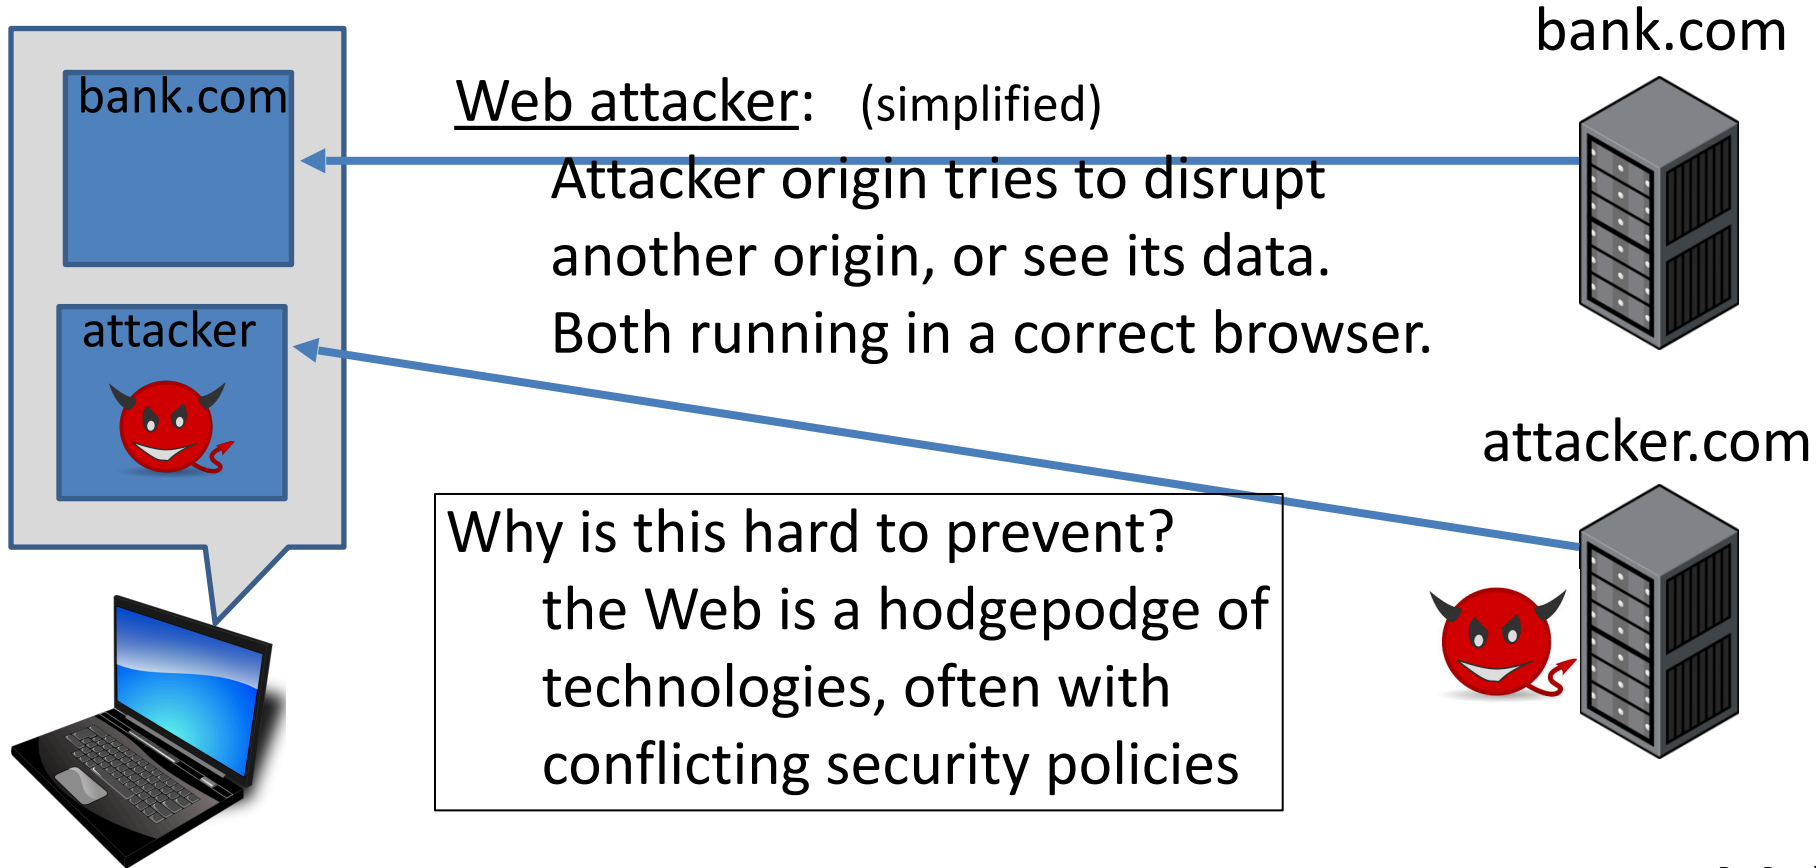 bank.com
bank.com
Web attacker: (simplified)
Attacker origin tries to disrupt
another origin, or see its data.
Both running in a correct browser.
attacker
attacker.com
Why is this hard to prevent?
the Web is a hodgepodge of
technologies, often with
conflicting security policies